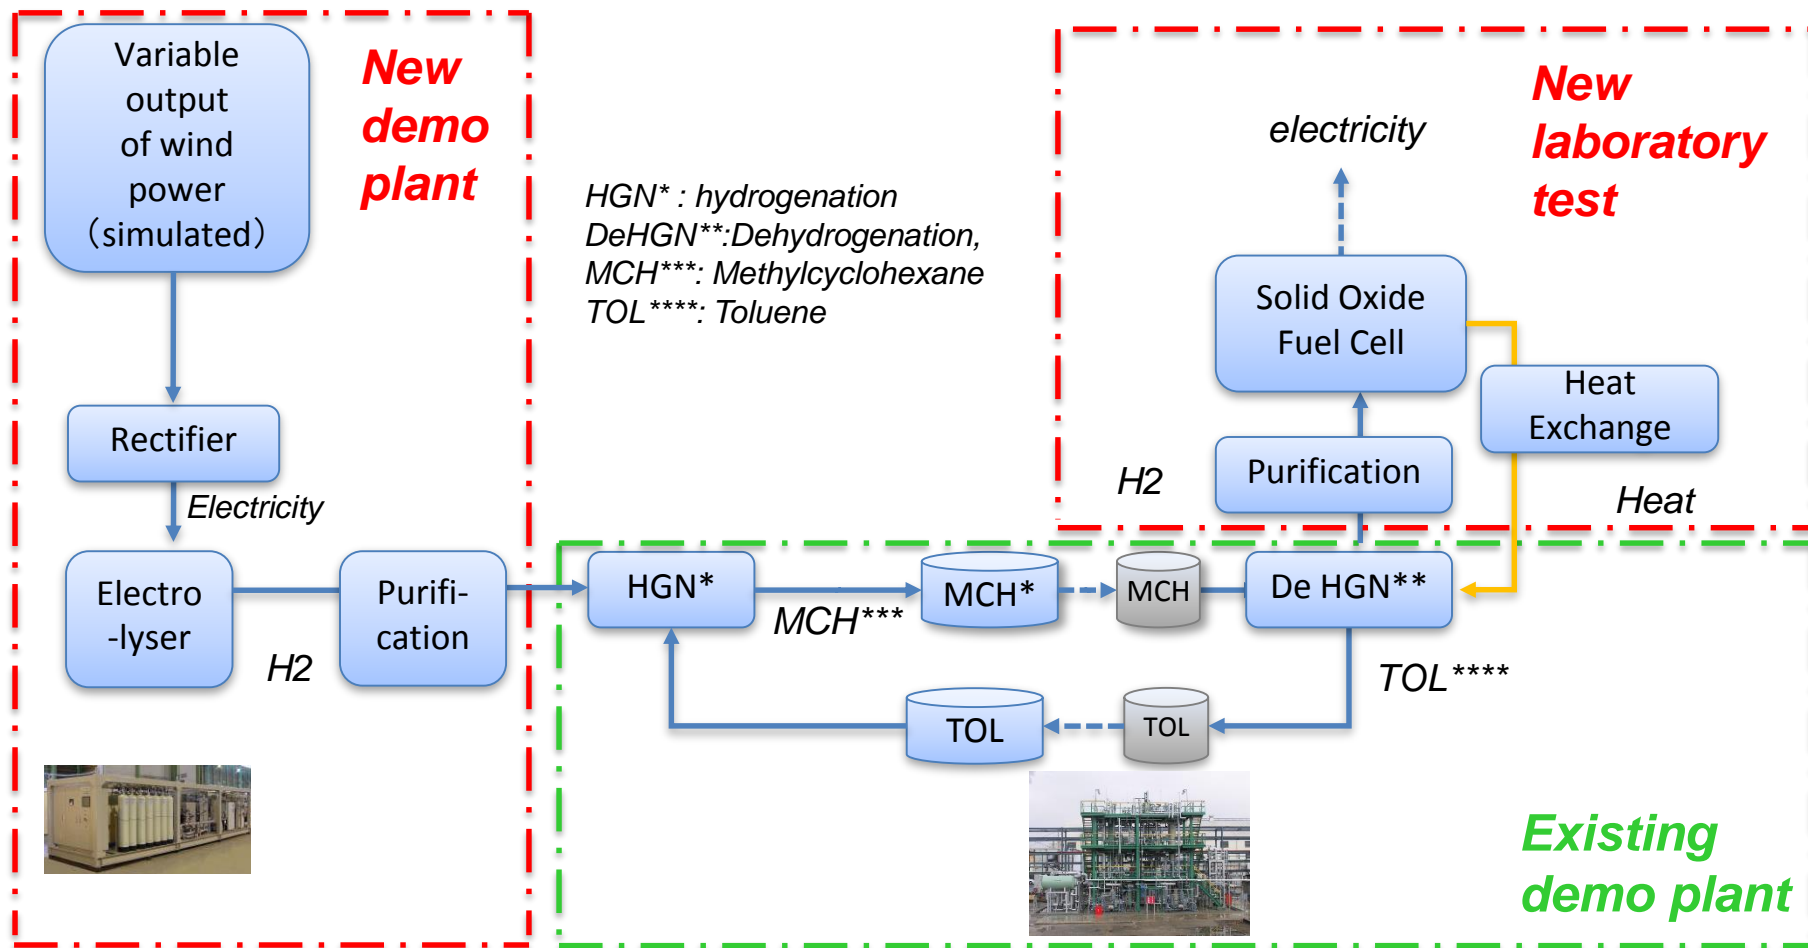 Variable
output
of wind
power
（simulated）
New
demo
plant
Rectifier
Electricity
Electro
-lyser
H2
Purifi-
cation
HGN* : hydrogenation
DeHGN**:Dehydrogenation,
MCH***: Methylcyclohexane
TOL****: Toluene
New
laboratory
test
electricity
Solid Oxide
Fuel Cell
Heat
Exchange
Purification
H2
Heat
HGN*
MCH***
MCH*
MCH
De HGN**
TOL****
TOL
TOL
Existing
demo plant